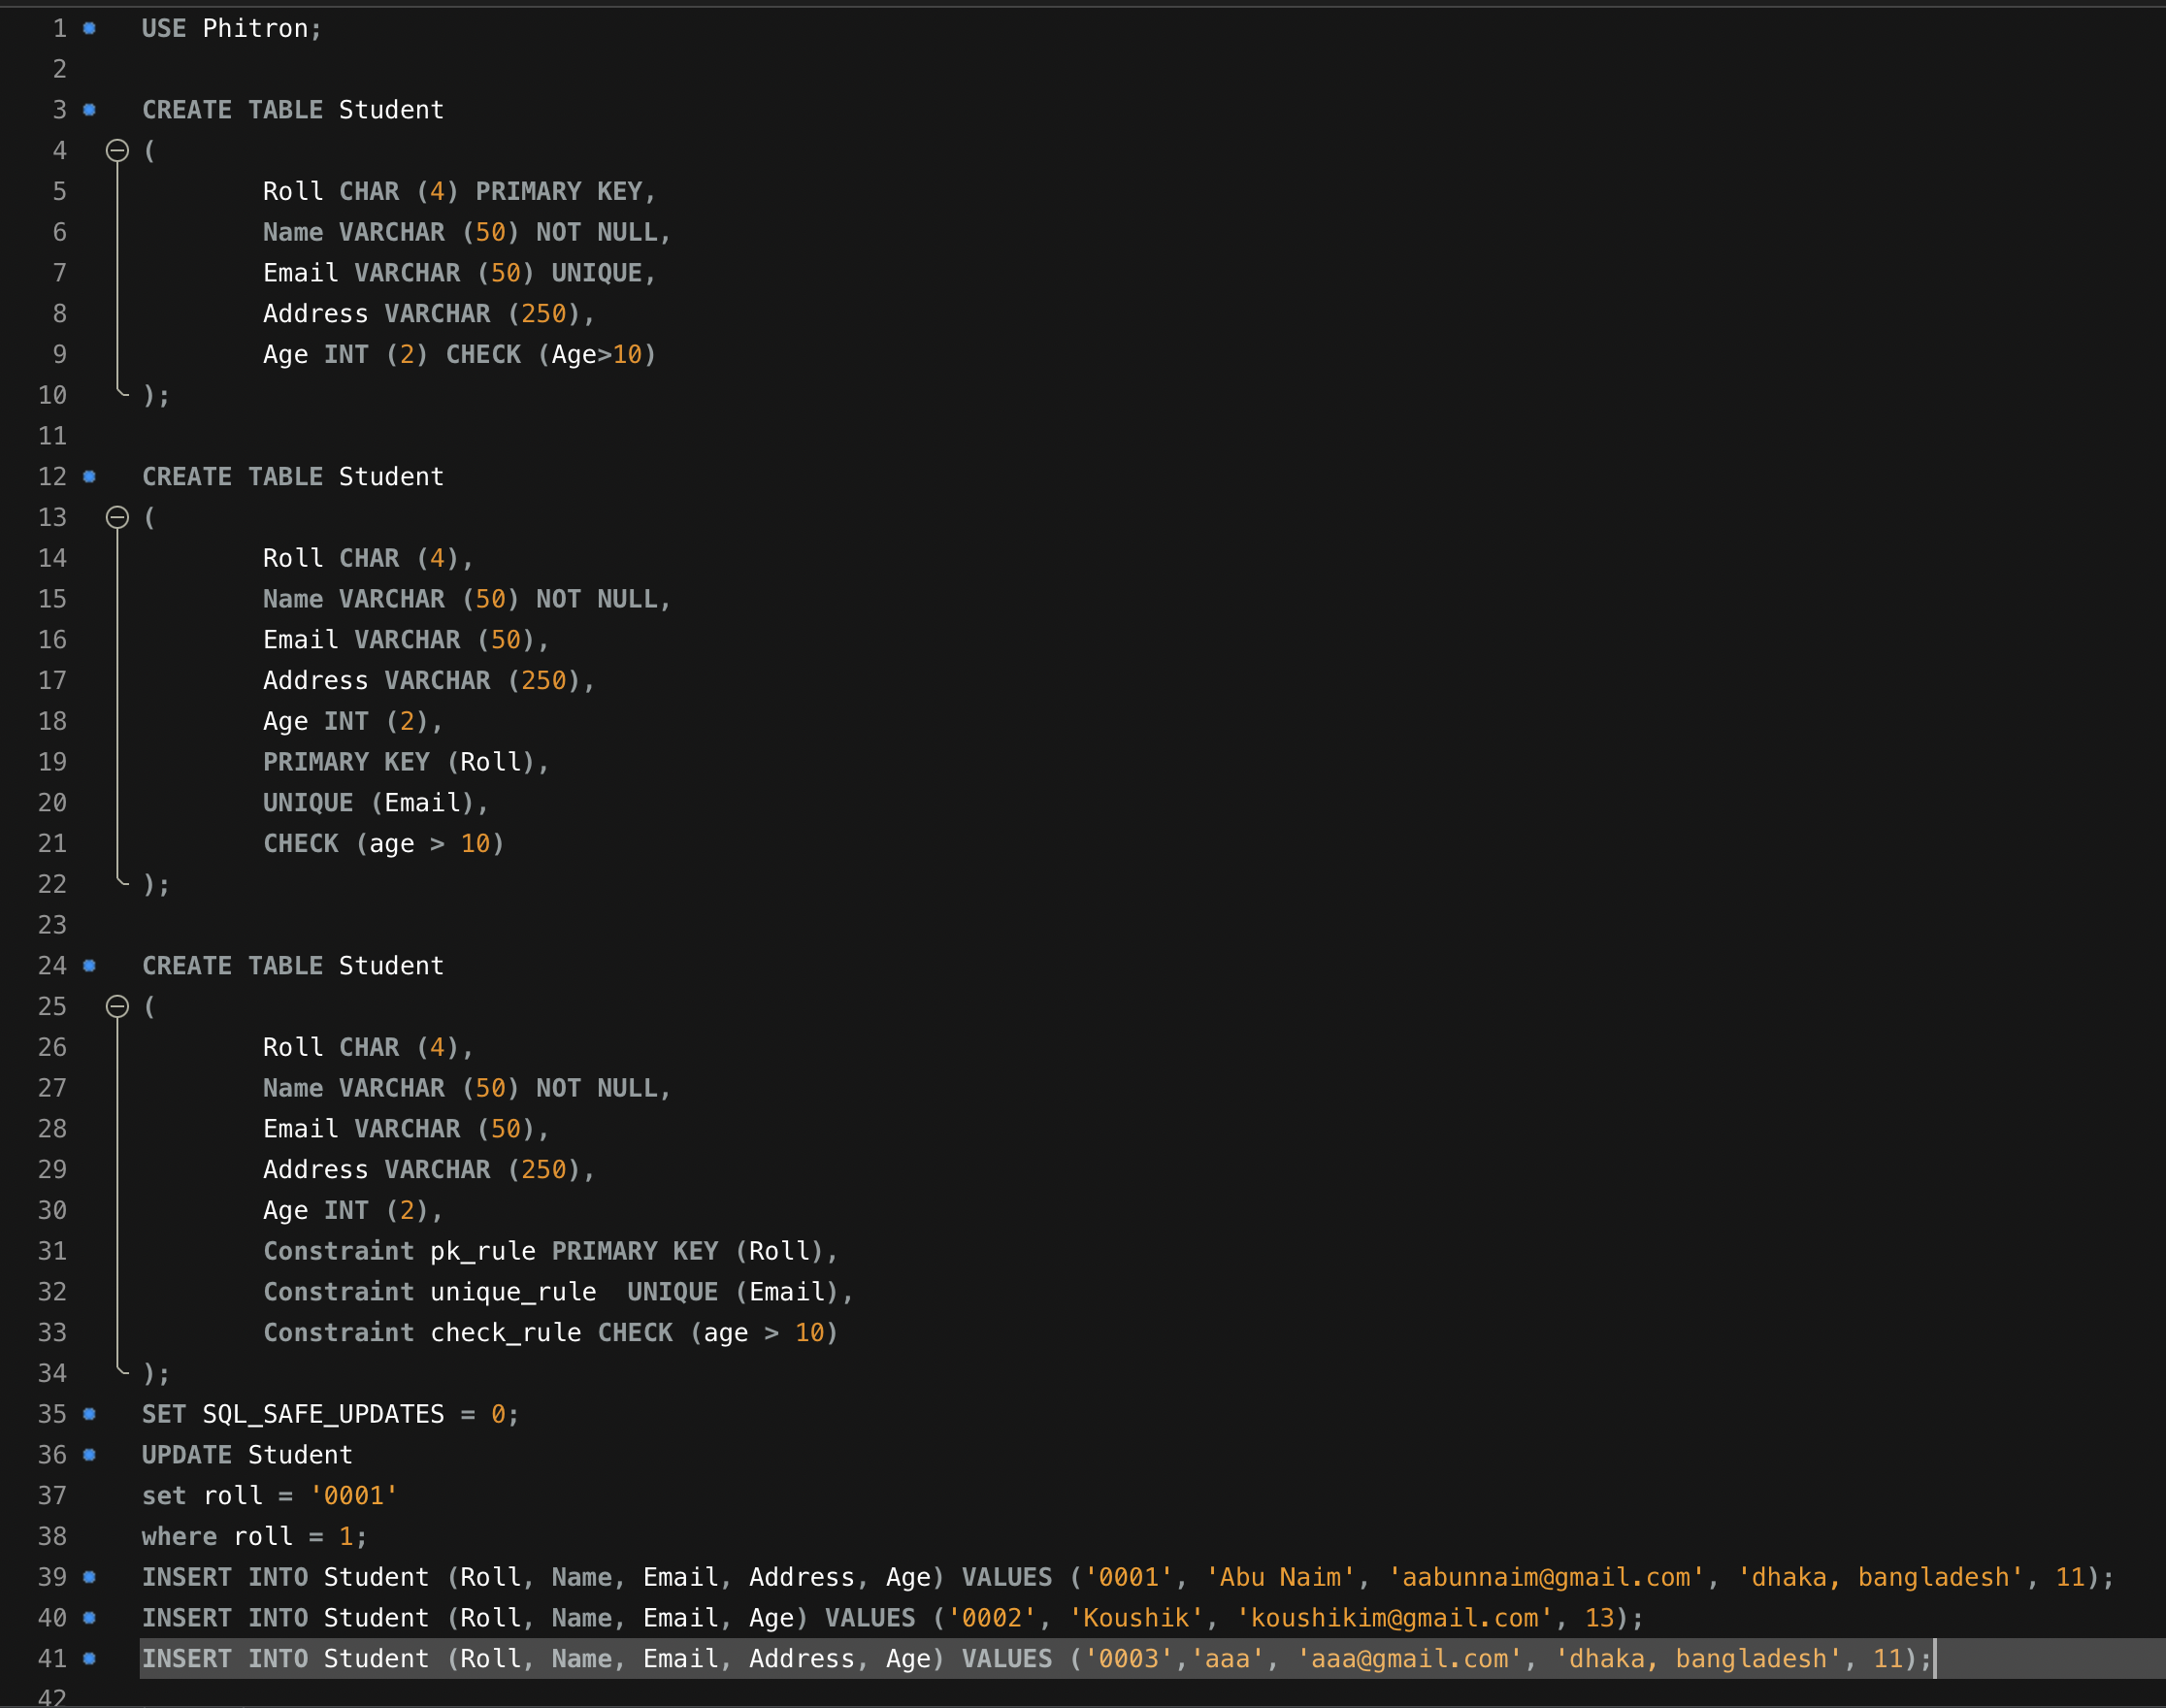 1 USE Phitron;
2
3 CREATE TABLE Student
4 (
5 Roll CHAR (4) PRIMARY KEY,
6 Name VARCHAR (50) NOT NULL,
7 Email VARCHAR (50) UNIQUE,
8 Address VARCHAR (250),
9 Age INT (2) CHECK (Age>10)
10 );
11
12 CREATE TABLE Student
13 (
14 Roll CHAR (4),
15 Name VARCHAR (50) NOT NULL,
16 Email VARCHAR (50),
17 Address VARCHAR (250),
18 Age INT (2),
19 PRIMARY KEY (Roll),
20 UNIQUE (Email),
21 CHECK (age > 10)
22 );
23
24 CREATE TABLE Student
25 (
26 Roll CHAR (4),
27 Name VARCHAR (50) NOT NULL,
28 Email VARCHAR (50),
29 Address VARCHAR (250),
30 Age INT (2),
31 Constraint pk_rule PRIMARY KEY (Roll),
32 Constraint unique_rule  UNIQUE (Email),
33 Constraint check_rule CHECK (age > 10)
34 );
35 SET SQL_SAFE_UPDATES = 0;
36 UPDATE Student
37 set roll = '0001'
38 where roll = 1;
39 INSERT INTO Student (Roll, Name, Email, Address, Age) VALUES ('0001', 'Abu Naim', 'aabunnaim@gmail.com', 'dhaka, bangladesh', 11);
40 INSERT INTO Student (Roll, Name, Email, Age) VALUES ('0002', 'Koushik', 'koushikim@gmail.com', 13);
41 INSERT INTO Student (Roll, Name, Email, Address, Age) VALUES ('0003','aaa', 'aaa@gmail.com', 'dhaka, bangladesh', 11);
42